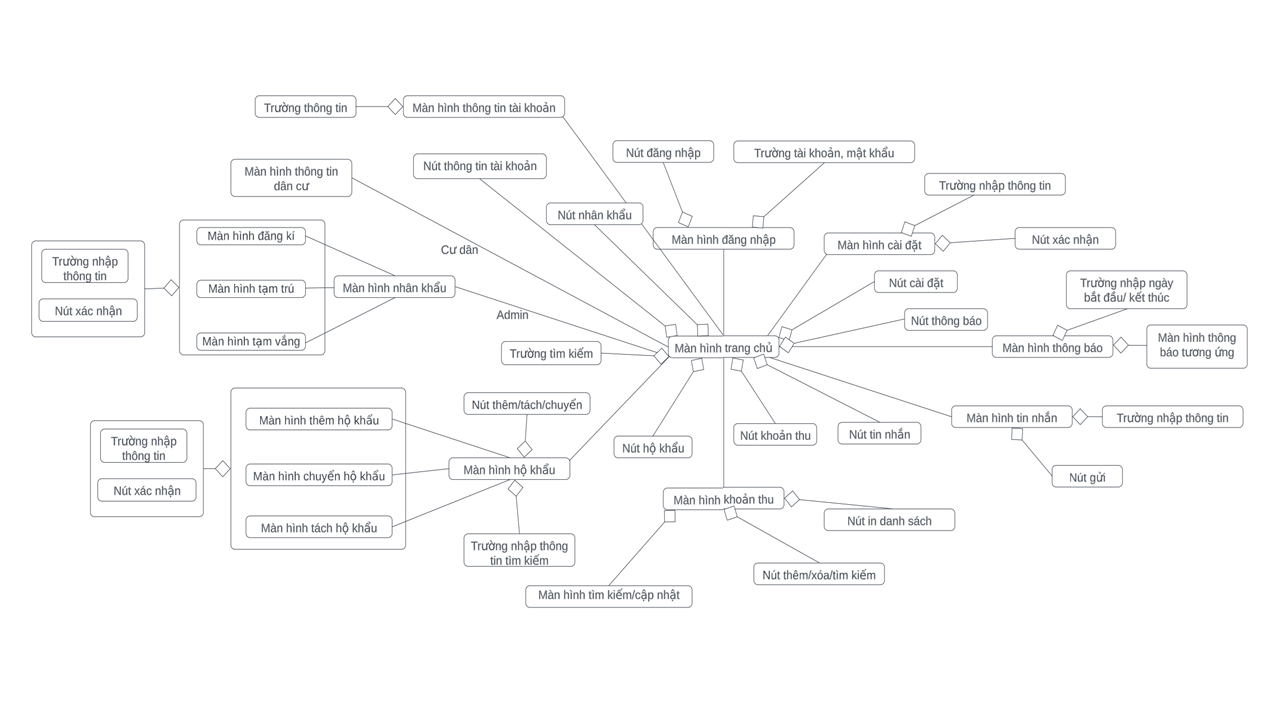 Trường thông tin
Màn hình thông tin tài khoản
Nút đăng nhập
Trường tài khoản, mật khẩu
Màn hình thông tin
dân cư
Nút thông tin tài khoản
Trường nhập thông tin
Nút nhân khẩu
Màn hình đăng kí
Màn hình đăng nhập
Màn hình cài đặt
Nút xác nhận
Cư dân
Trường nhập
thông tin
Nút xác nhận
Màn hình tạm trú
Màn hình nhân khẩu
Nút cài đặt
Trường nhập ngày
bắt đầu/ kết thúc
Admin
Nút thông báo
Màn hình tạm vắng
Trường tìm kiếm
Màn hình trang chủ
Màn hình thông báo
Màn hình thông
báo tương ứng
Nút thêm/tách/chuyển
Màn hình thêm hộ khẩu
Màn hình tin nhắn
Trường nhập thông tin
Nút hộ khẩu
Nút khoản thu
Nút tin nhắn
Trường nhập
thông tin
Nút xác nhận
Màn hình chuyển hộ khẩu
Màn hình hộ khẩu
Nút gửi
Màn hình khoản thu
Màn hình tách hộ khẩu
Nút in danh sách
Trường nhập thông
tin tìm kiếm
Nút thêm/xóa/tìm kiếm
Màn hình tìm kiếm/cập nhật